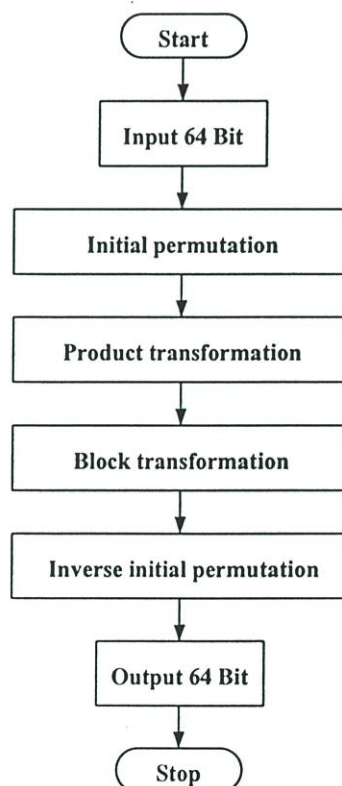 Start
Input 64 Bit
Initial permutation
Product transformation
Block transformation
Inverse initial permutation
Output 64 Bit
Stop